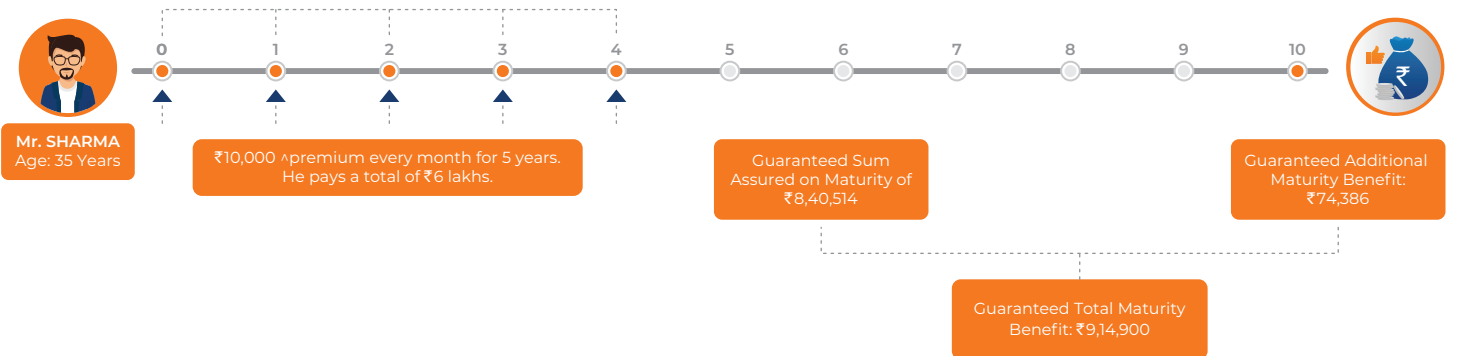 0 1 2 3 4 5 6 7 8 9 10
₹
Mr. SHARMA
Age: 35 Years
₹10,000 ^premium every month for 5 years.
He pays a total of ₹6 lakhs.
Guaranteed Sum
Assured on Maturity of
₹8,40,514
Guaranteed Additional
Maturity Benefit:
₹74,386
Guaranteed Total Maturity
Benefit: ₹9,14,900